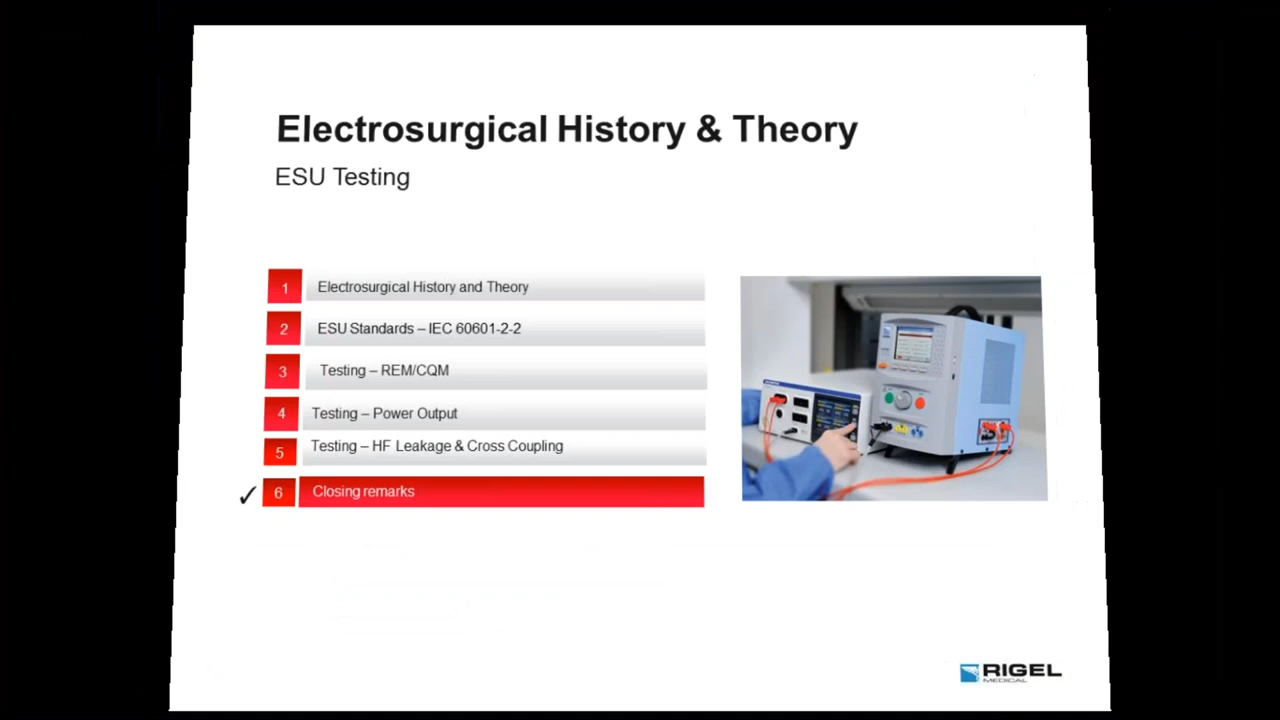 Electrosurgical History & Theory
ESU Testing
1 Electrosurgical History and Theory
2 ESU Standards – IEC 60601-2-2
3 Testing – REM/CQM
4 Testing – Power Output
5 Testing – HF Leakage & Cross Coupling
✓ 6 Closing remarks
RIGEL
MEDICAL